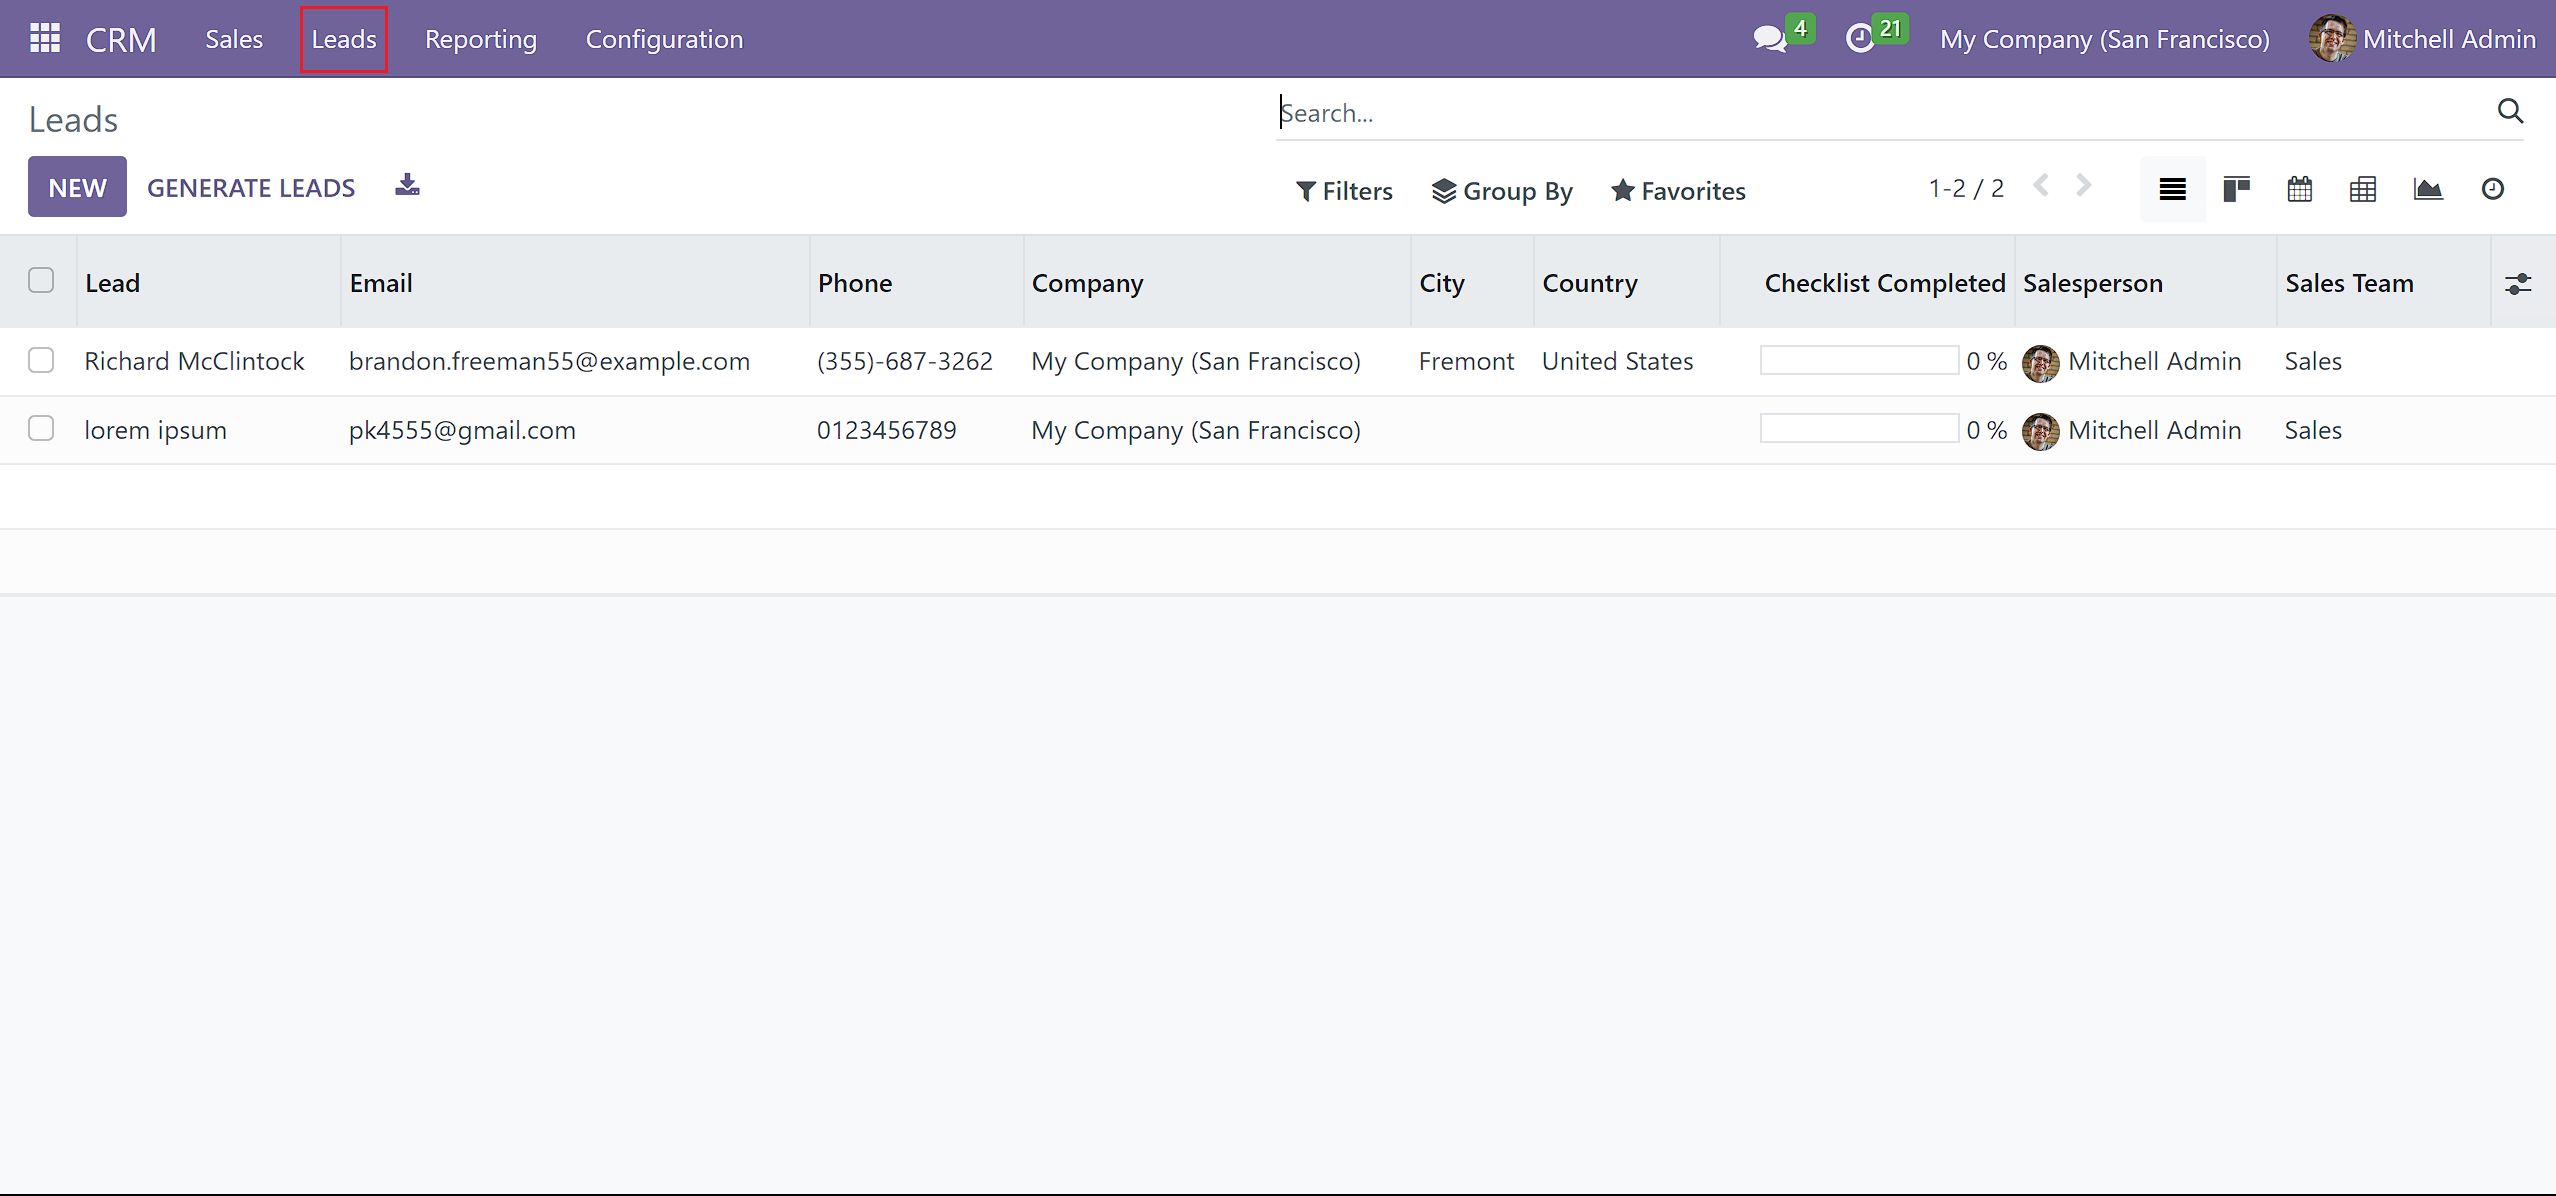 CRM Sales Leads Reporting Configuration 4 21 My Company (San Francisco) Mitchell Admin
Leads Search...
NEW GENERATE LEADS Filters Group By Favorites 1-2 / 2
Lead Email Phone Company City Country Checklist Completed Salesperson Sales Team
Richard McClintock brandon.freeman55@example.com (355)-687-3262 My Company (San Francisco) Fremont United States 0 % Mitchell Admin Sales
lorem ipsum pk4555@gmail.com 0123456789 My Company (San Francisco) 0 % Mitchell Admin Sales